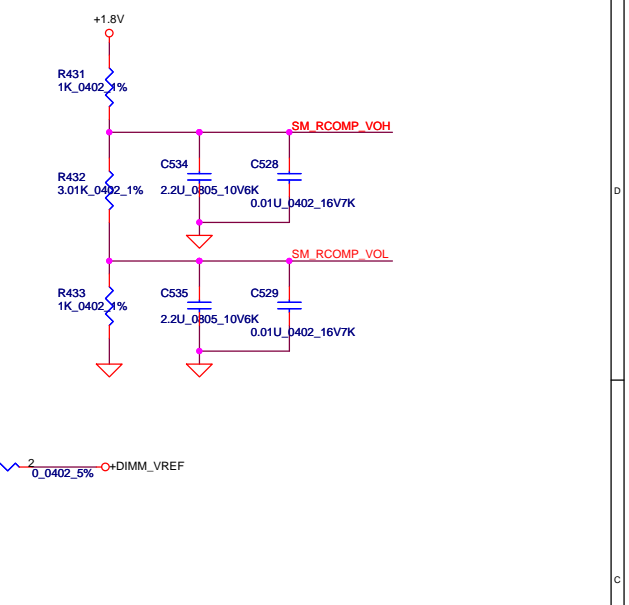 +1.8V
R431
1K_0402_1%
SM_RCOMP_VOH
R432
3.01K_0402_1%
C534
2.2U_0805_10V6K
C528
0.01U_0402_16V7K
D
SM_RCOMP_VOL
R433
1K_0402_1%
C535
2.2U_0805_10V6K
C529
0.01U_0402_16V7K
2
0_0402_5%
+DIMM_VREF
C